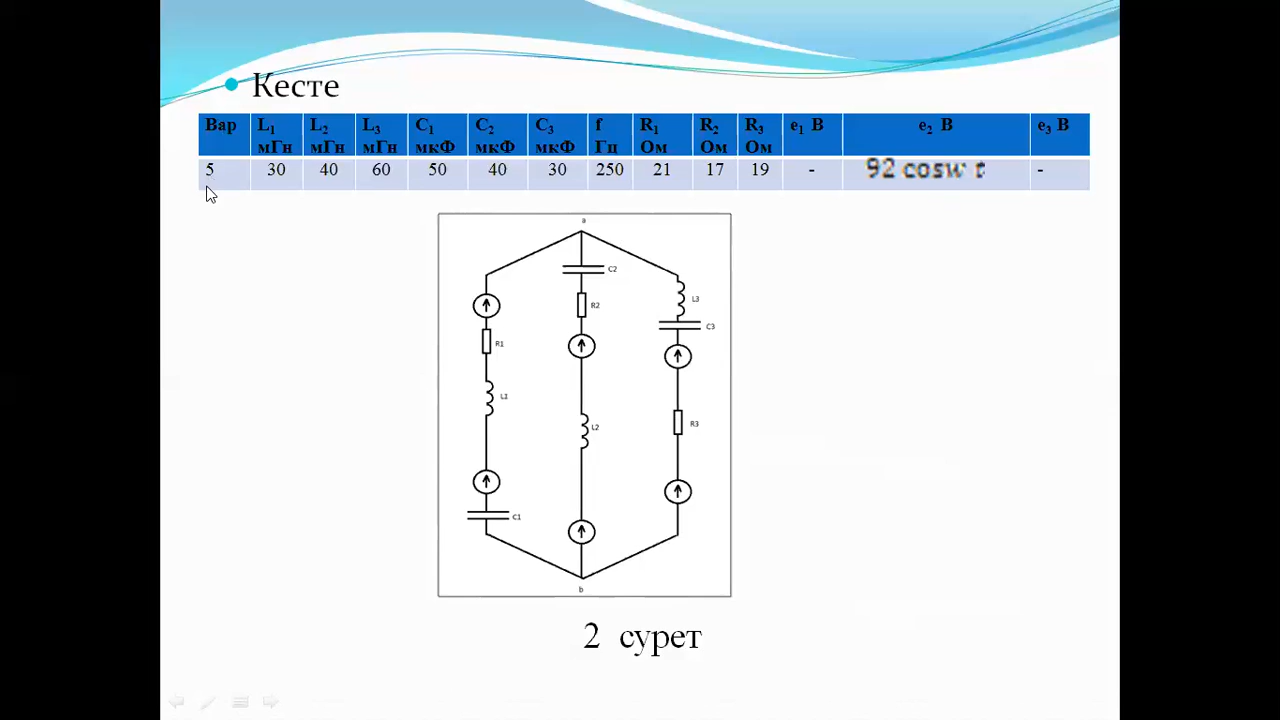 Кесте
Вар L1 мГн L2 мГн L3 мГн C1 мкФ C2 мкФ C3 мкФ f Гц R1 Ом R2 Ом R3 Ом e1 В e2 В e3 В
5 30 40 60 50 40 30 250 21 17 19 - 92 cosw t -
a
C2
L3
R2
C3
R1
L1
R3
L2
C1
b
2 сурет